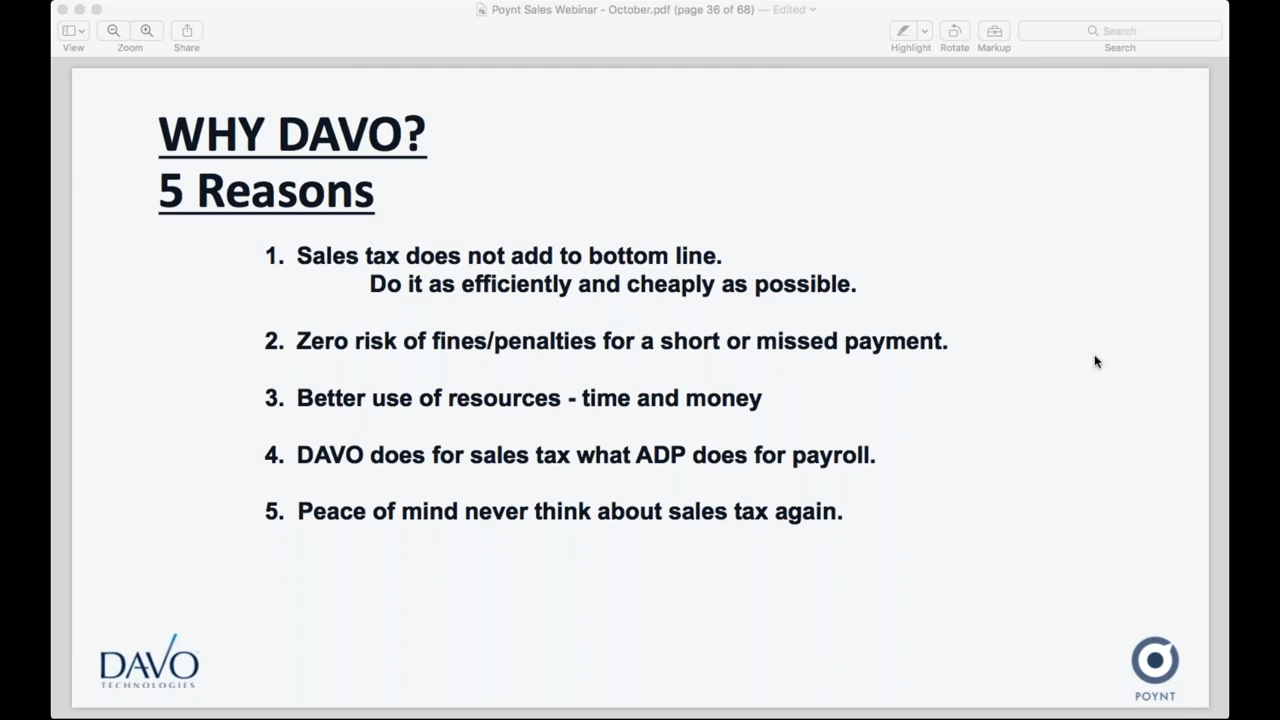 Poynt Sales Webinar - October.pdf (page 36 of 68) — Edited
View
Zoom
Share
Highlight
Rotate
Markup
Search
Search
WHY DAVO?
5 Reasons
1. Sales tax does not add to bottom line.
Do it as efficiently and cheaply as possible.
2. Zero risk of fines/penalties for a short or missed payment.
3. Better use of resources - time and money
4. DAVO does for sales tax what ADP does for payroll.
5. Peace of mind never think about sales tax again.
DAVO
TECHNOLOGIES
POYNT